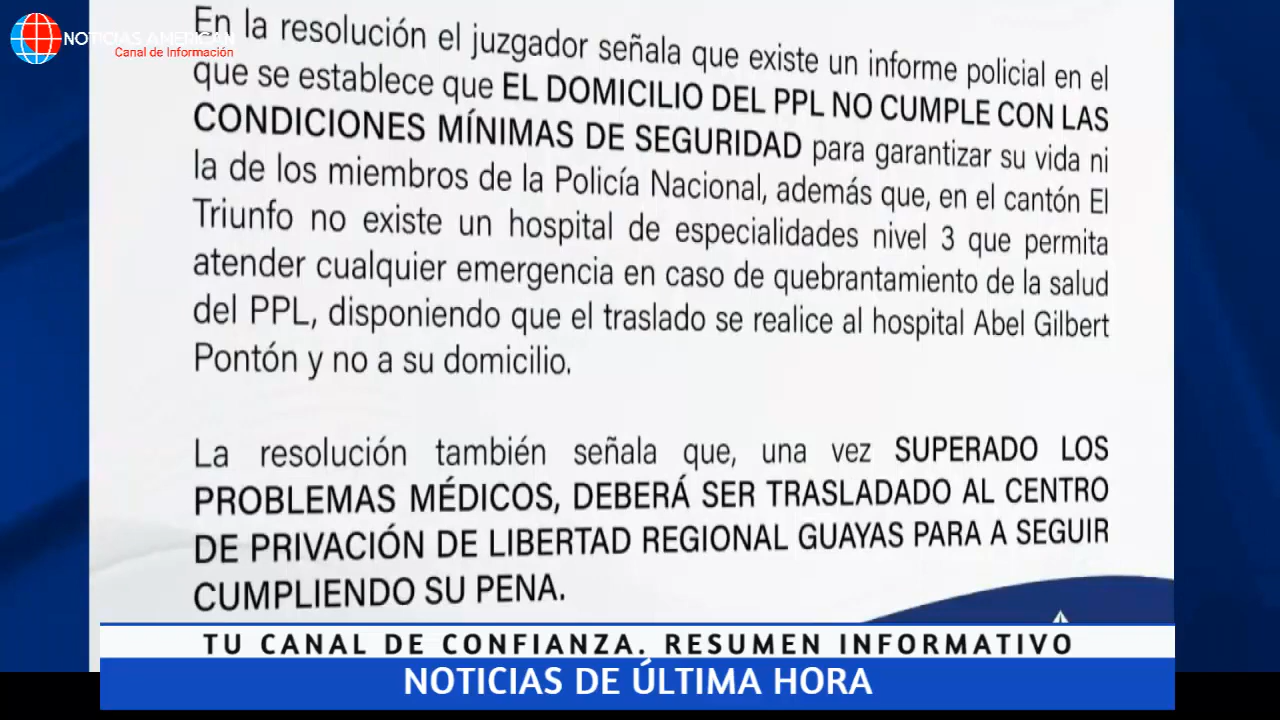 NOTICIAS AMERICAN
Canal de Información
En la resolución el juzgador señala que existe un informe policial en el
que se establece que EL DOMICILIO DEL PPL NO CUMPLE CON LAS
CONDICIONES MÍNIMAS DE SEGURIDAD para garantizar su vida ni
la de los miembros de la Policía Nacional, además que, en el cantón El
Triunfo no existe un hospital de especialidades nivel 3 que permita
atender cualquier emergencia en caso de quebrantamiento de la salud
del PPL, disponiendo que el traslado se realice al hospital Abel Gilbert
Pontón y no a su domicilio.
La resolución también señala que, una vez SUPERADO LOS
PROBLEMAS MÉDICOS, DEBERÁ SER TRASLADADO AL CENTRO
DE PRIVACIÓN DE LIBERTAD REGIONAL GUAYAS PARA A SEGUIR
CUMPLIENDO SU PENA.
TU CANAL DE CONFIANZA. RESUMEN INFORMATIVO
NOTICIAS DE ÚLTIMA HORA